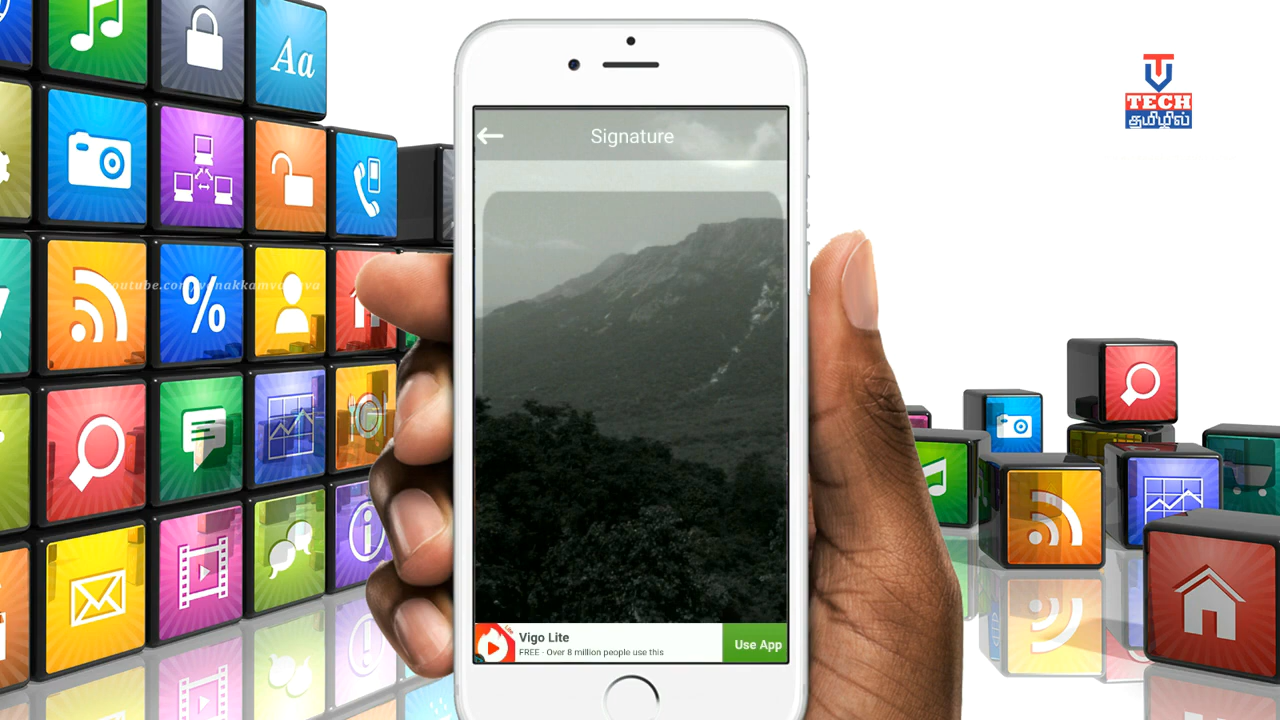 Aa
TECH
தமிழில்
Signature
%
Vigo Lite
FREE · Over 8 million people use this
Use App